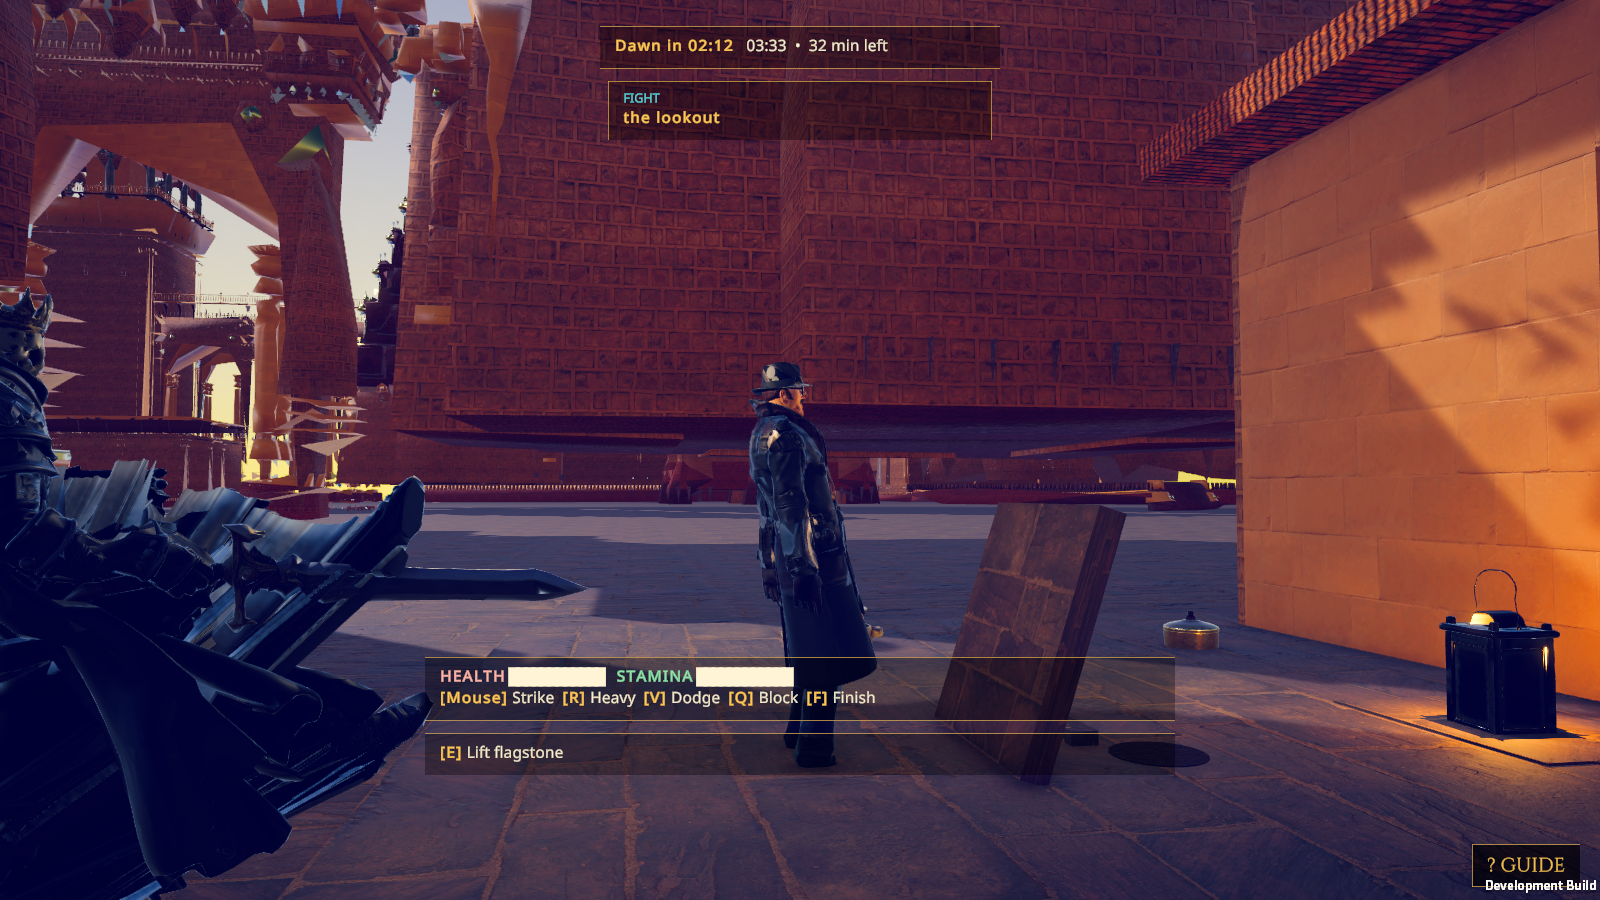 Dawn in 02:12 03:33 • 32 min left
FIGHT
the lookout
HEALTH STAMINA
[Mouse] Strike [R] Heavy [V] Dodge [Q] Block [F] Finish
[E] Lift flagstone
? GUIDE
Development Build